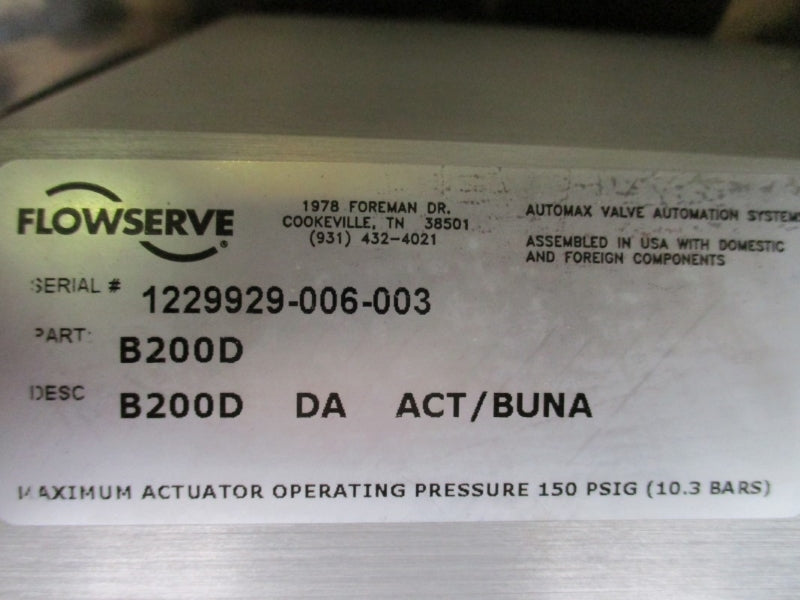 FLOWSERVE®
1978 FOREMAN DR.
COOKEVILLE, TN 38501
(931) 432-4021
AUTOMAX VALVE AUTOMATION SYSTEMS
ASSEMBLED IN USA WITH DOMESTIC
AND FOREIGN COMPONENTS
SERIAL # 1229929-006-003
PART: B200D
DESC B200D DA ACT/BUNA
MAXIMUM ACTUATOR OPERATING PRESSURE 150 PSIG (10.3 BARS)